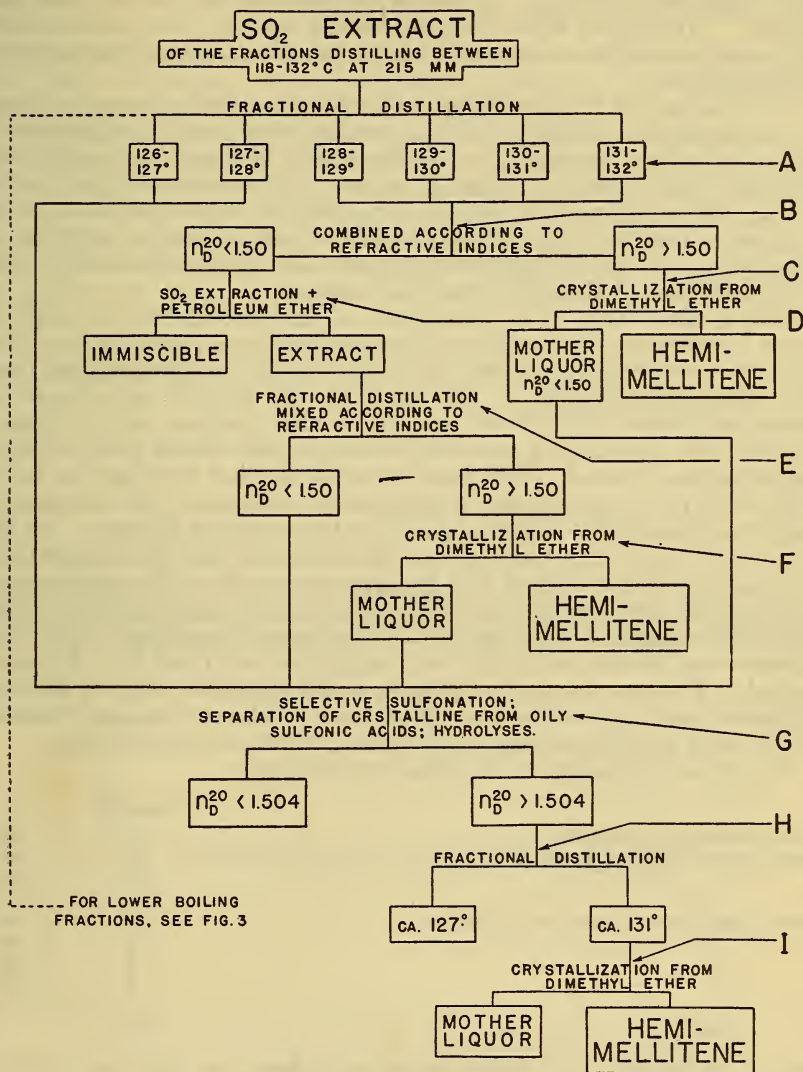 SO₂ EXTRACT
OF THE FRACTIONS DISTILLING BETWEEN
118-132° C AT 215 MM
FRACTIONAL DISTILLATION
126-
127°
127-
128°
128-
129°
129-
130°
130-
131°
131-
132°
A
B
COMBINED ACCORDING TO
REFRACTIVE INDICES
n²⁰D <1.50
n²⁰D > 1.50
C
SO₂ EXTRACTION +
PETROLEUM ETHER
CRYSTALLIZATION FROM
DIMETHYL ETHER
D
IMMISCIBLE
EXTRACT
MOTHER
LIQUOR
n²⁰D <1.50
HEMI-
MELLITENE
FRACTIONAL DISTILLATION
MIXED ACCORDING TO
REFRACTIVE INDICES
E
n²⁰D < 1.50
n²⁰D > 1.50
CRYSTALLIZATION FROM
DIMETHYL ETHER
F
MOTHER
LIQUOR
HEMI-
MELLITENE
SELECTIVE SULFONATION;
SEPARATION OF CRSTALLINE FROM OILY
SULFONIC ACIDS; HYDROLYSES.
G
n²⁰D < 1.504
n²⁰D > 1.504
H
FRACTIONAL DISTILLATION
FOR LOWER BOILING
FRACTIONS, SEE FIG. 3
CA. 127°
CA. 131°
I
CRYSTALLIZATION FROM
DIMETHYL ETHER
MOTHER
LIQUOR
HEMI-
MELLITENE